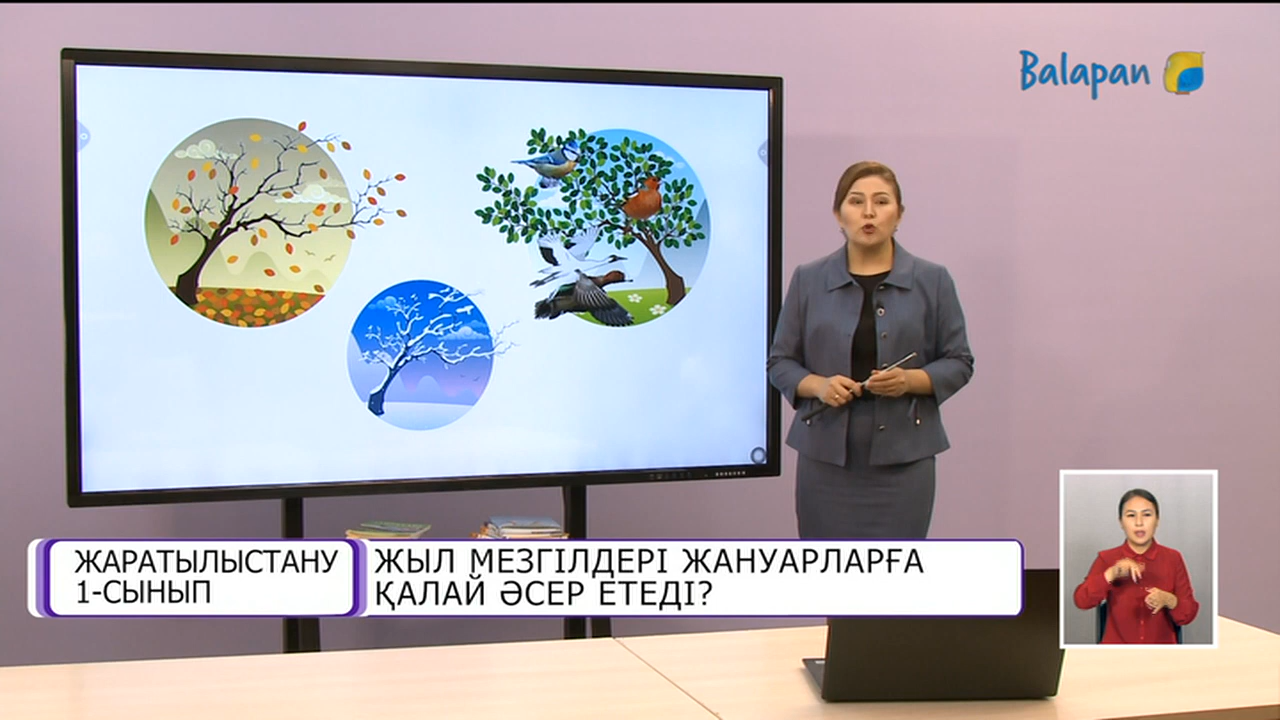 Balapan
ЖАРАТЫЛЫСТАНУ
1-СЫНЫП
ЖЫЛ МЕЗГІЛДЕРІ ЖАНУАРЛАРҒА
ҚАЛАЙ ӘСЕР ЕТЕДІ?